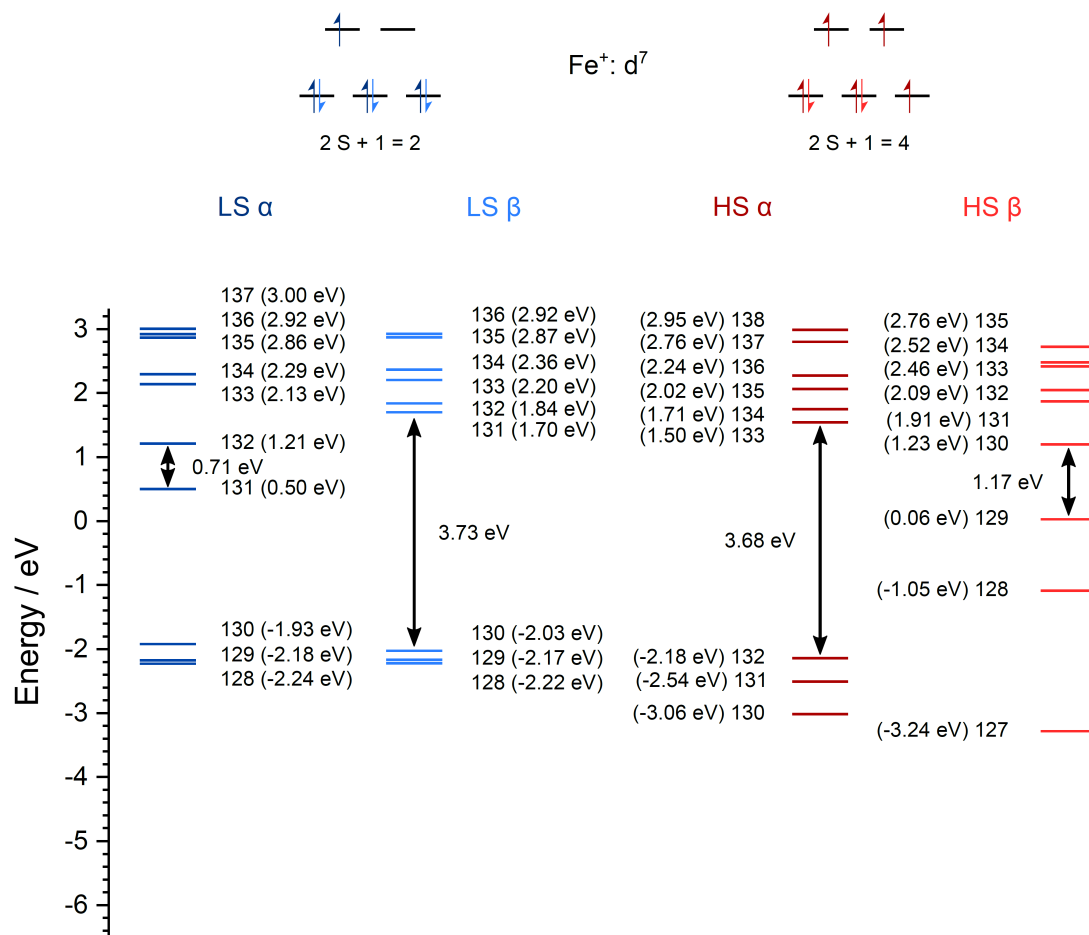 Fe⁺: d⁷
2 S + 1 = 2
2 S + 1 = 4
LS α
LS β
HS α
HS β
Energy / eV
3
2
1
0
-1
-2
-3
-4
-5
-6
137 (3.00 eV)
136 (2.92 eV)
135 (2.86 eV)
134 (2.29 eV)
133 (2.13 eV)
132 (1.21 eV)
0.71 eV
131 (0.50 eV)
130 (-1.93 eV)
129 (-2.18 eV)
128 (-2.24 eV)
136 (2.92 eV)
135 (2.87 eV)
134 (2.36 eV)
133 (2.20 eV)
132 (1.84 eV)
131 (1.70 eV)
3.73 eV
130 (-2.03 eV)
129 (-2.17 eV)
128 (-2.22 eV)
(2.95 eV) 138
(2.76 eV) 137
(2.24 eV) 136
(2.02 eV) 135
(1.71 eV) 134
(1.50 eV) 133
3.68 eV
(-2.18 eV) 132
(-2.54 eV) 131
(-3.06 eV) 130
(2.76 eV) 135
(2.52 eV) 134
(2.46 eV) 133
(2.09 eV) 132
(1.91 eV) 131
(1.23 eV) 130
1.17 eV
(0.06 eV) 129
(-1.05 eV) 128
(-3.24 eV) 127